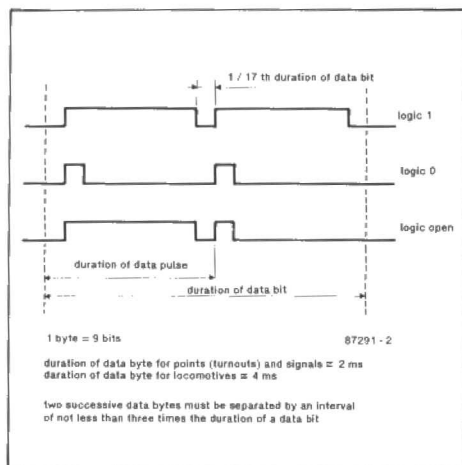 1 / 17 th duration of data bit
logic 1
logic 0
logic open
duration of data pulse
duration of data bit
1 byte = 9 bits
87291 - 2
duration of data byte for points (turnouts) and signals = 2 ms
duration of data byte for locomotives = 4 ms
two successive data bytes must be separated by an interval
of not less than three times the duration of a data bit